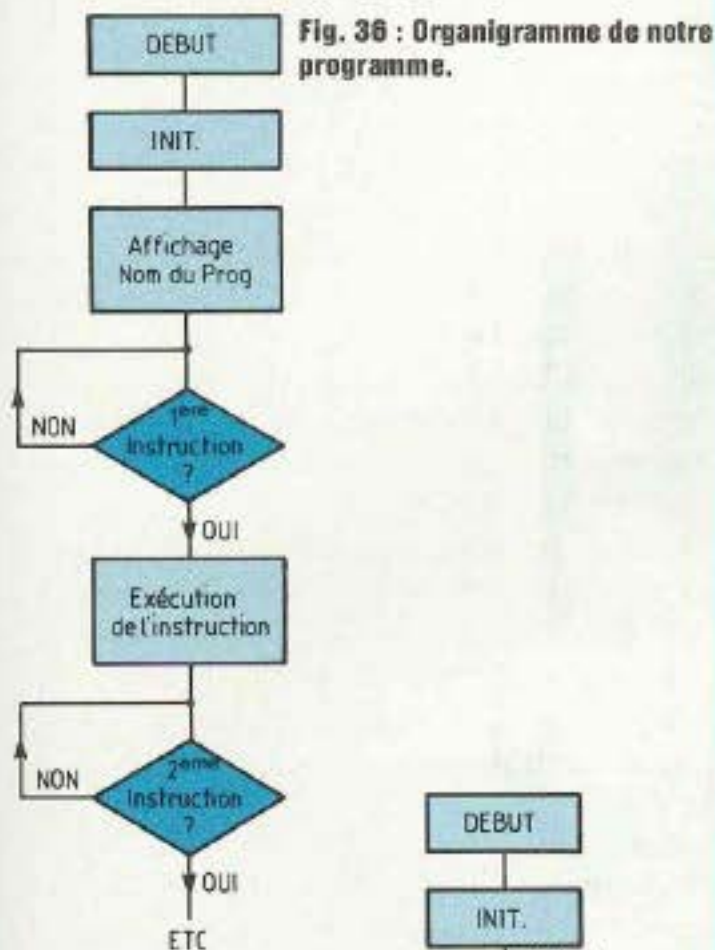 Fig. 36 : Organigramme de notre
programme.
DEBUT
INIT.
Affichage
Nom du Prog
1ère
Instruction
?
NON
OUI
Exécution
de l'instruction
2ème
Instruction
?
NON
OUI
ETC
DEBUT
INIT.